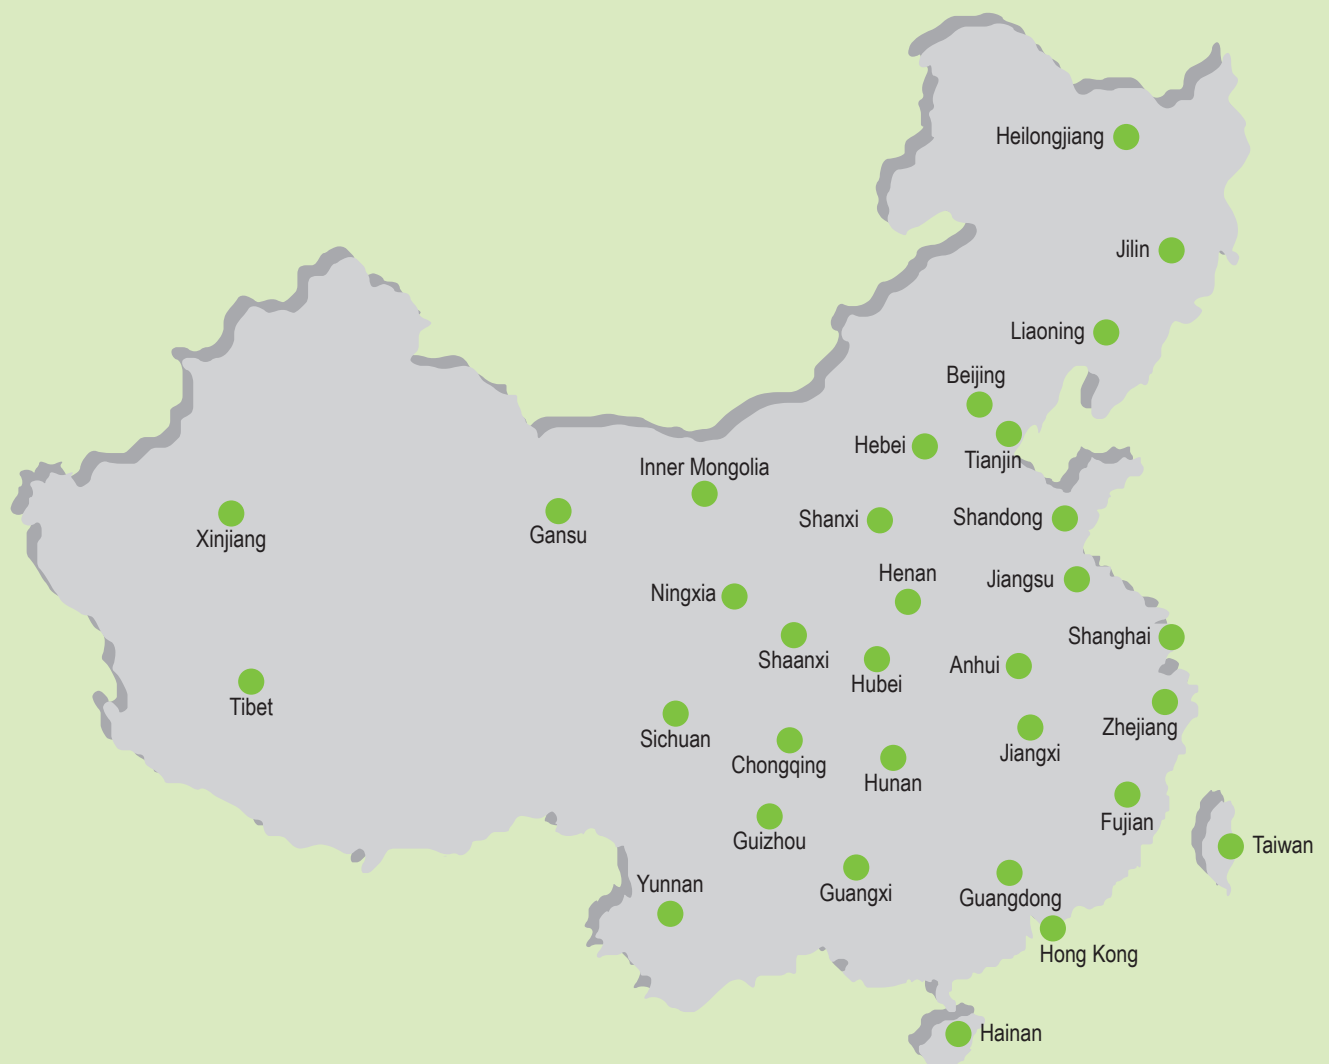 Heilongjiang
Jilin
Liaoning
Beijing
Hebei
Tianjin
Inner Mongolia
Shanxi
Shandong
Xinjiang
Gansu
Henan
Jiangsu
Ningxia
Shanghai
Shaanxi
Hubei
Anhui
Tibet
Zhejiang
Sichuan
Chongqing
Jiangxi
Hunan
Fujian
Guizhou
Taiwan
Yunnan
Guangxi
Guangdong
Hong Kong
Hainan